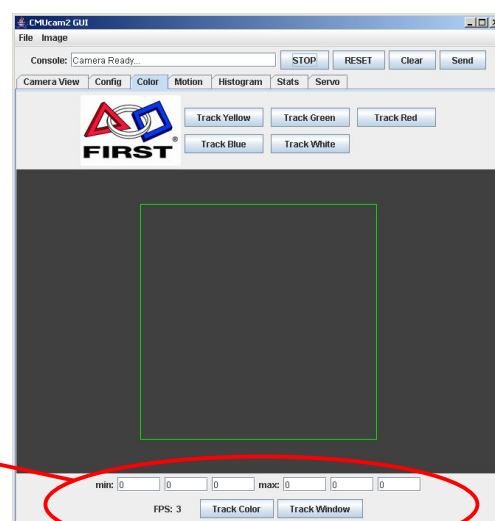 CMUcam2 GUI
File Image
Console: Camera Ready... STOP RESET Clear Send
Camera View Config Color Motion Histogram Stats Servo
Track Yellow Track Green Track Red
FIRST®
Track Blue Track White
min: 0 0 0 max: 0 0 0
FPS: 3 Track Color Track Window